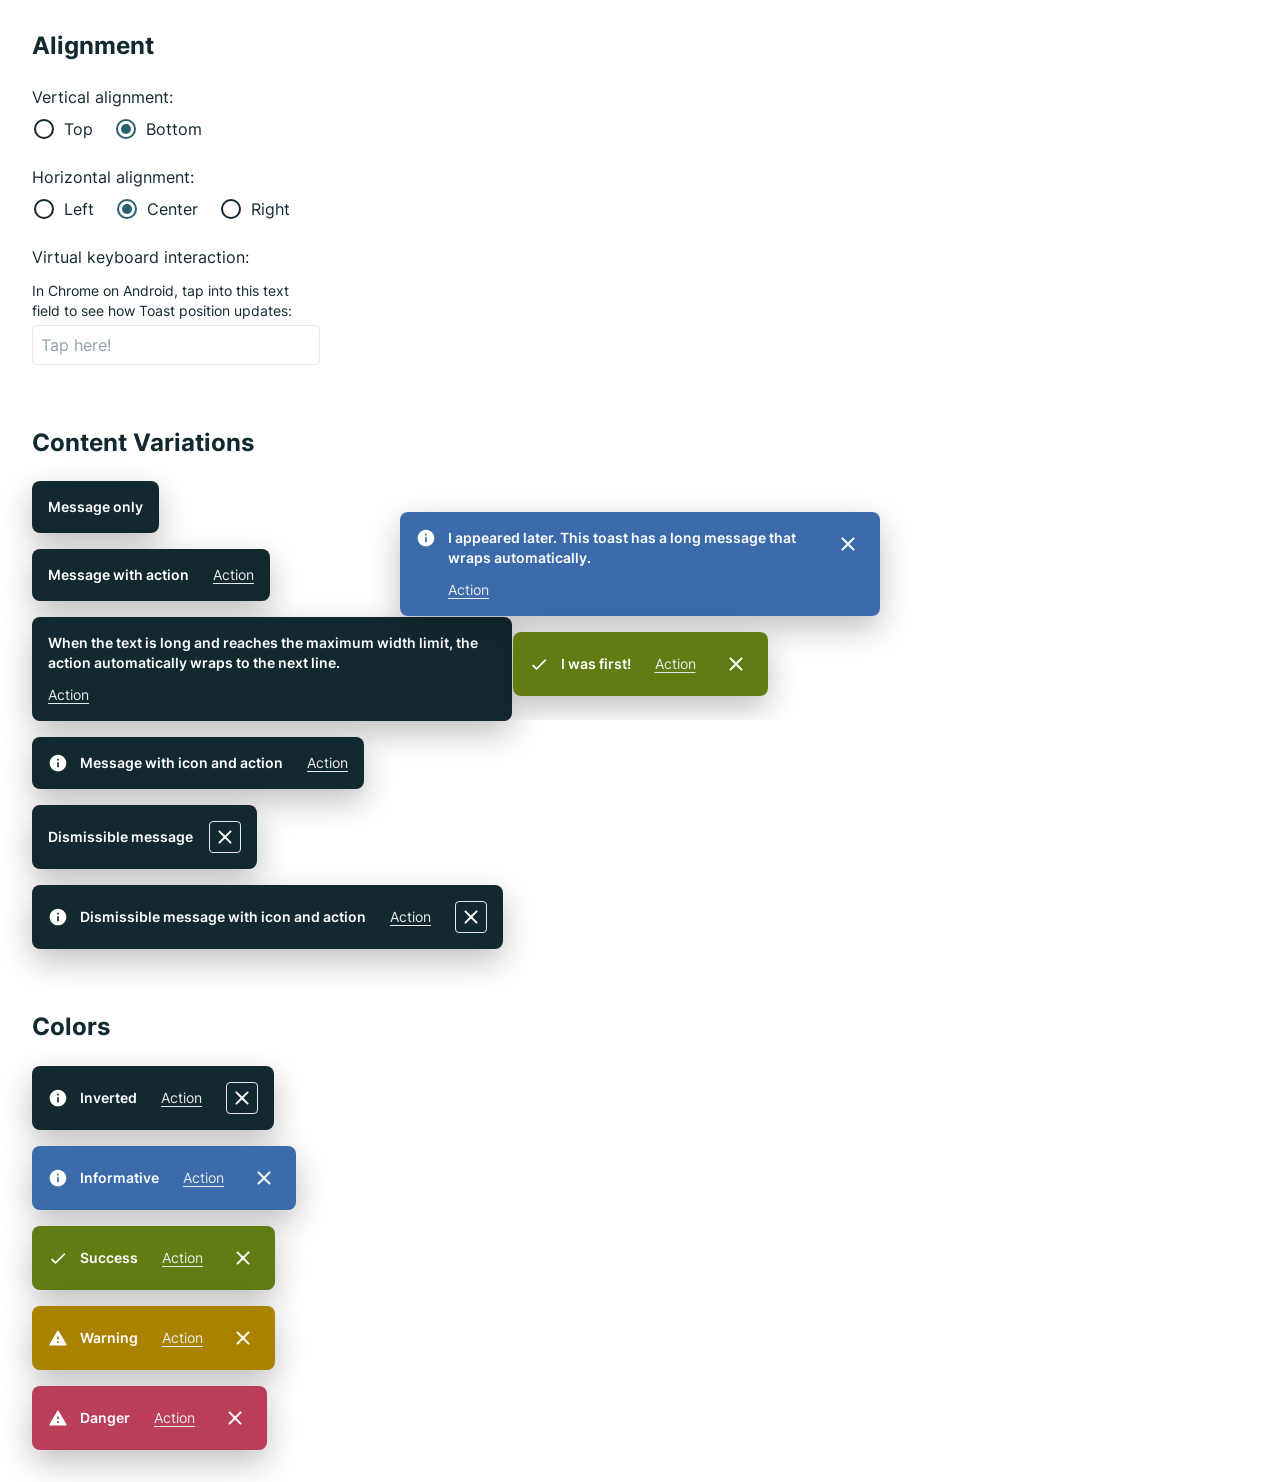 Alignment
Vertical alignment:
Top Bottom
Horizontal alignment:
Left Center Right
Virtual keyboard interaction:
In Chrome on Android, tap into this text
field to see how Toast position updates:
Tap here!
Content Variations
Message only
I appeared later. This toast has a long message that
wraps automatically.
Action
Message with action Action
When the text is long and reaches the maximum width limit, the
action automatically wraps to the next line.
Action
I was first! Action
Message with icon and action Action
Dismissible message
Dismissible message with icon and action Action
Colors
Inverted Action
Informative Action
Success Action
Warning Action
Danger Action